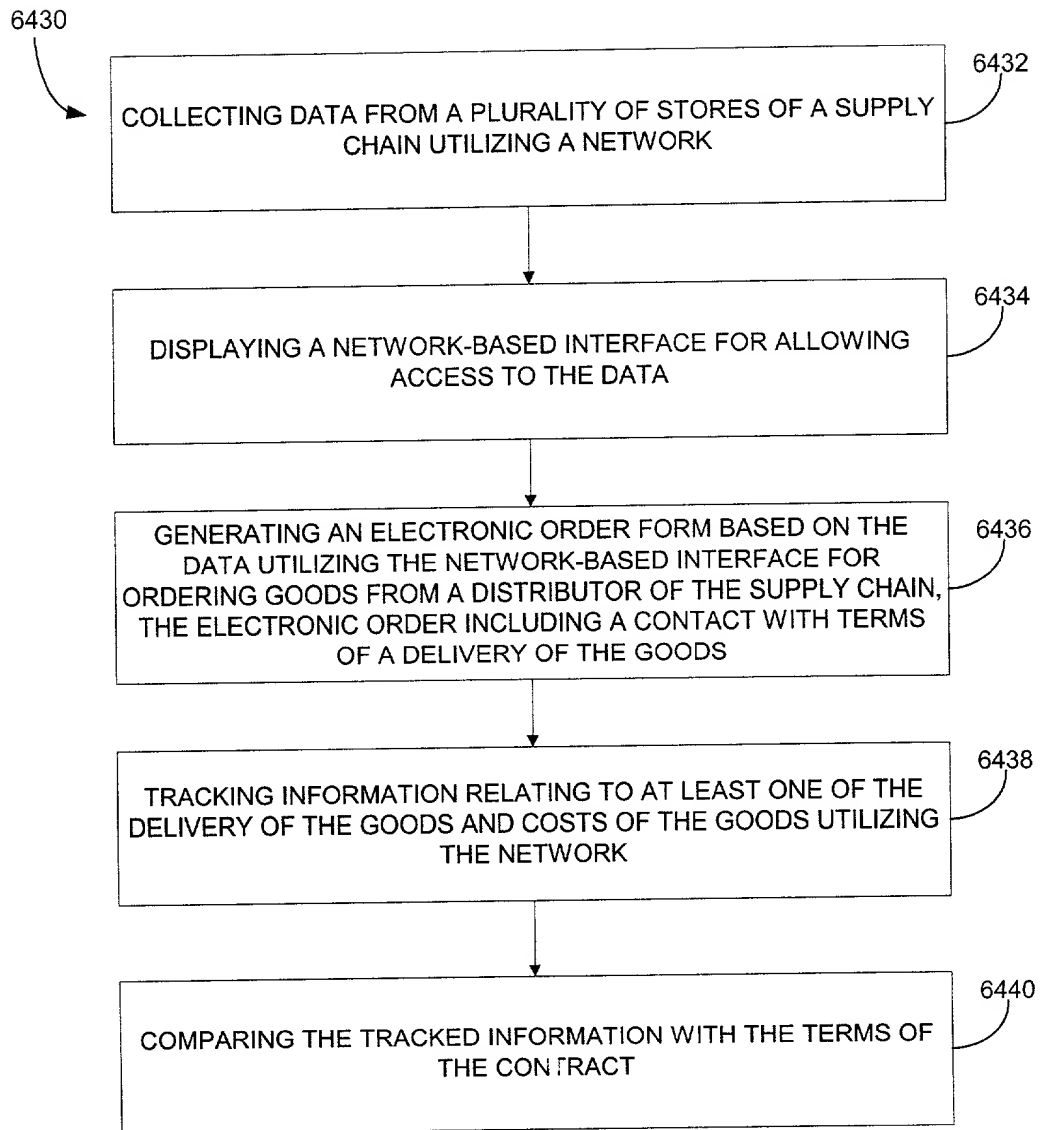 6430
6432
COLLECTING DATA FROM A PLURALITY OF STORES OF A SUPPLY
CHAIN UTILIZING A NETWORK
6434
DISPLAYING A NETWORK-BASED INTERFACE FOR ALLOWING
ACCESS TO THE DATA
6436
GENERATING AN ELECTRONIC ORDER FORM BASED ON THE
DATA UTILIZING THE NETWORK-BASED INTERFACE FOR
ORDERING GOODS FROM A DISTRIBUTOR OF THE SUPPLY CHAIN,
THE ELECTRONIC ORDER INCLUDING A CONTACT WITH TERMS
OF A DELIVERY OF THE GOODS
6438
TRACKING INFORMATION RELATING TO AT LEAST ONE OF THE
DELIVERY OF THE GOODS AND COSTS OF THE GOODS UTILIZING
THE NETWORK
6440
COMPARING THE TRACKED INFORMATION WITH THE TERMS OF
THE CONTRACT